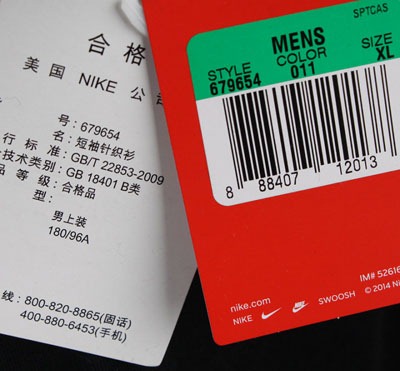 合格
美国 NIKE 公司
号: 679654
名: 短袖针织衫
行标准: GB/T 22853-2009
技术类别: GB 18401 B类
品等级: 合格品
型:
男上装
180/96A
线: 800-820-8865(固话)
400-880-6453(手机)
SPTCAS
MENS
STYLE COLOR SIZE
679654 011 XL
8 88407 12013
IM# 52616
nike.com
NIKE SWOOSH © 2014 Ni